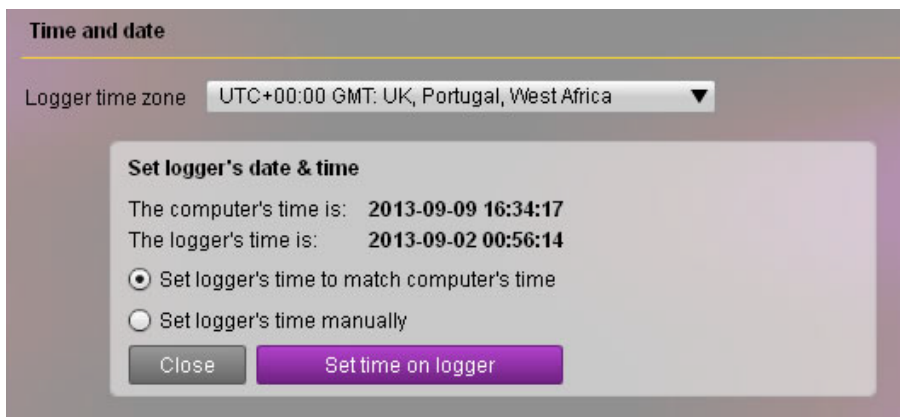 Time and date
Logger time zone UTC+00:00 GMT: UK, Portugal, West Africa
Set logger's date & time
The computer's time is: 2013-09-09 16:34:17
The logger's time is: 2013-09-02 00:56:14
Set logger's time to match computer's time
Set logger's time manually
Close Set time on logger